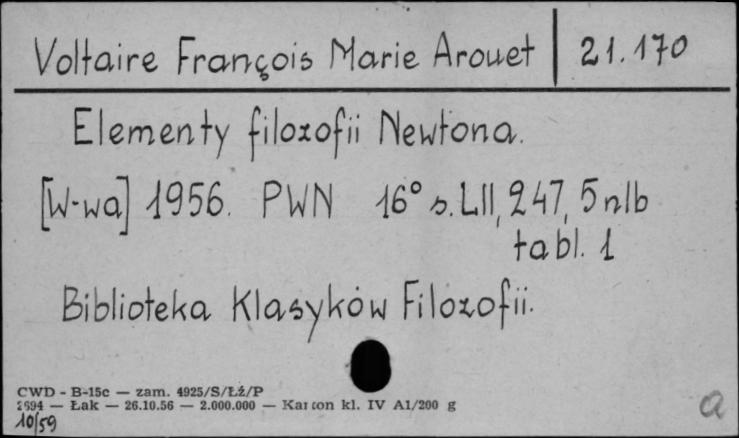 Voltaire François Marie Arouet | 21.170
Elementy filozofii Newtona.
[W-wa] 1956. PWN 16° s. LII, 247, 5 nlb
tabl. 1
Biblioteka Klasyków Filozofii.
CWD - B-15c — zam. 4925/S/Łź/P
2694 — Łak — 26.10.56 — 2.000.000 — Karton kl. IV A1/200 g
10/59
a